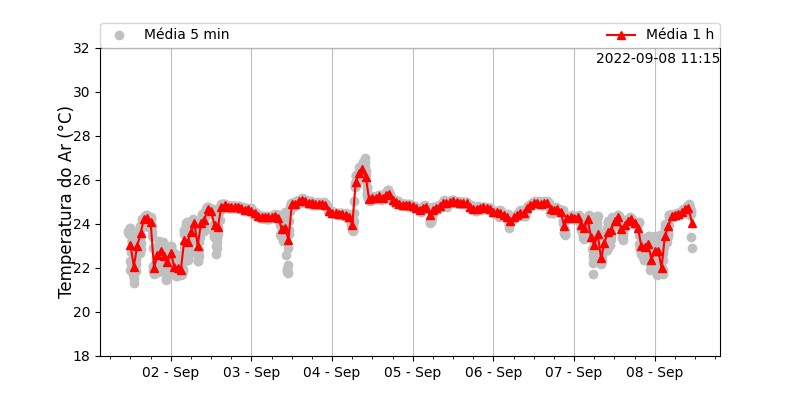 Média 5 min
Média 1 h
2022-09-08 11:15
Temperatura do Ar (°C)
32
30
28
26
24
22
20
18
02 - Sep
03 - Sep
04 - Sep
05 - Sep
06 - Sep
07 - Sep
08 - Sep